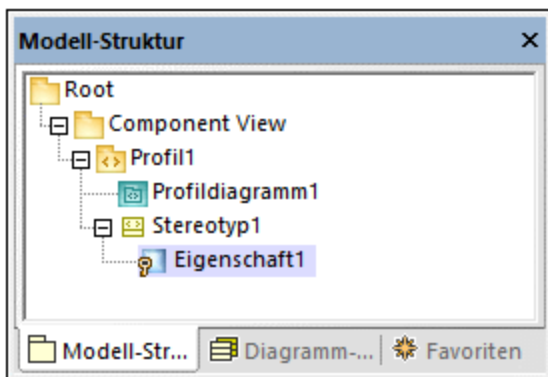 Modell-Struktur
Root
Component View
Profil1
Profildiagramm1
Stereotyp1
Eigenschaft1
Modell-Str... Diagramm-... Favoriten